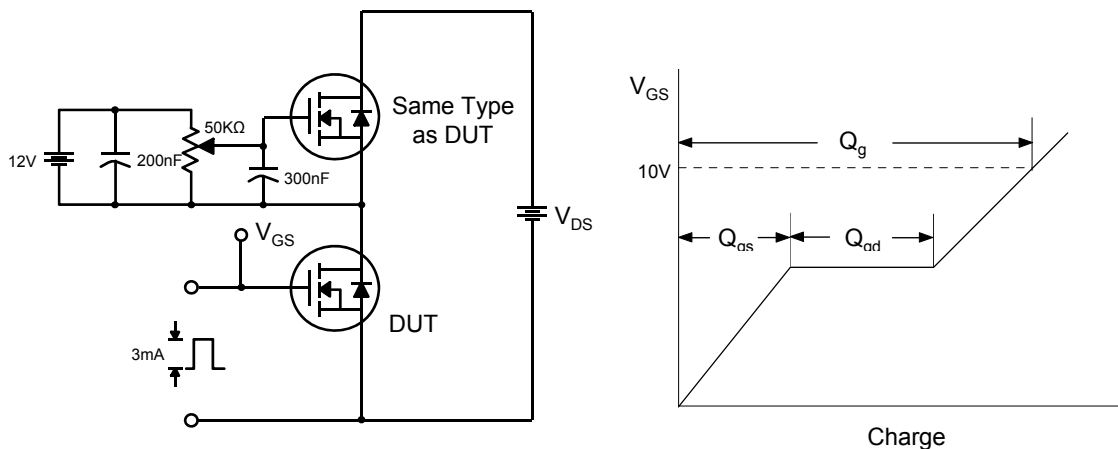 Same Type
as DUT
50KΩ
12V
200nF
300nF
V_GS
V_DS
DUT
3mA
V_GS
Q_g
10V
Q_gs
Q_gd
Charge